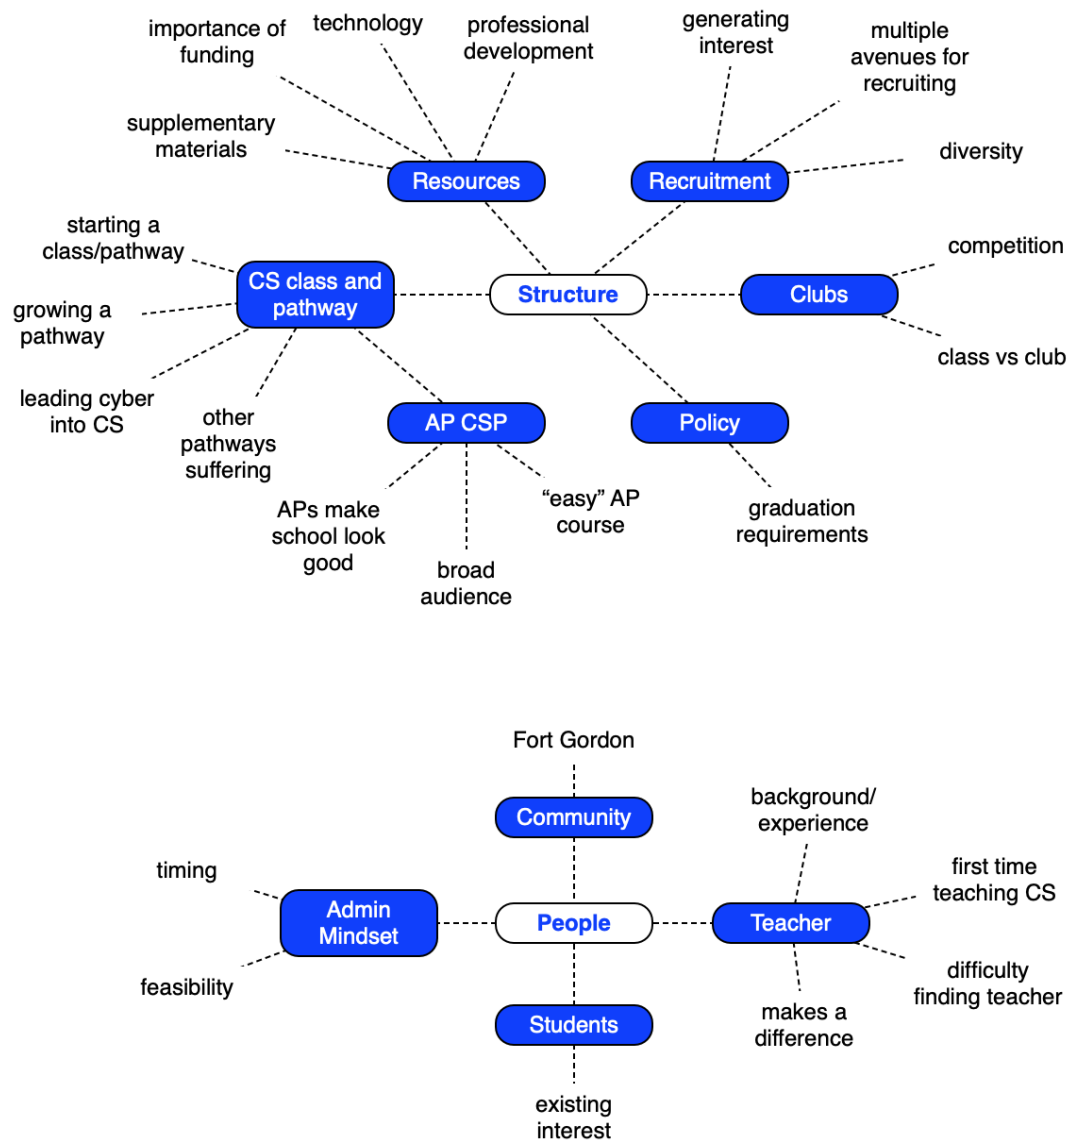 importance of
funding
technology
professional
development
generating
interest
multiple
avenues for
recruiting
supplementary
materials
diversity
Resources
Recruitment
starting a
class/pathway
competition
CS class and
pathway
Structure
Clubs
growing a
pathway
class vs club
leading cyber
into CS
other
pathways
suffering
AP CSP
Policy
APs make
school look
good
“easy” AP
course
graduation
requirements
broad
audience
Fort Gordon
Community
background/
experience
timing
first time
teaching CS
Admin
Mindset
People
Teacher
feasibility
difficulty
finding teacher
makes a
difference
Students
existing
interest